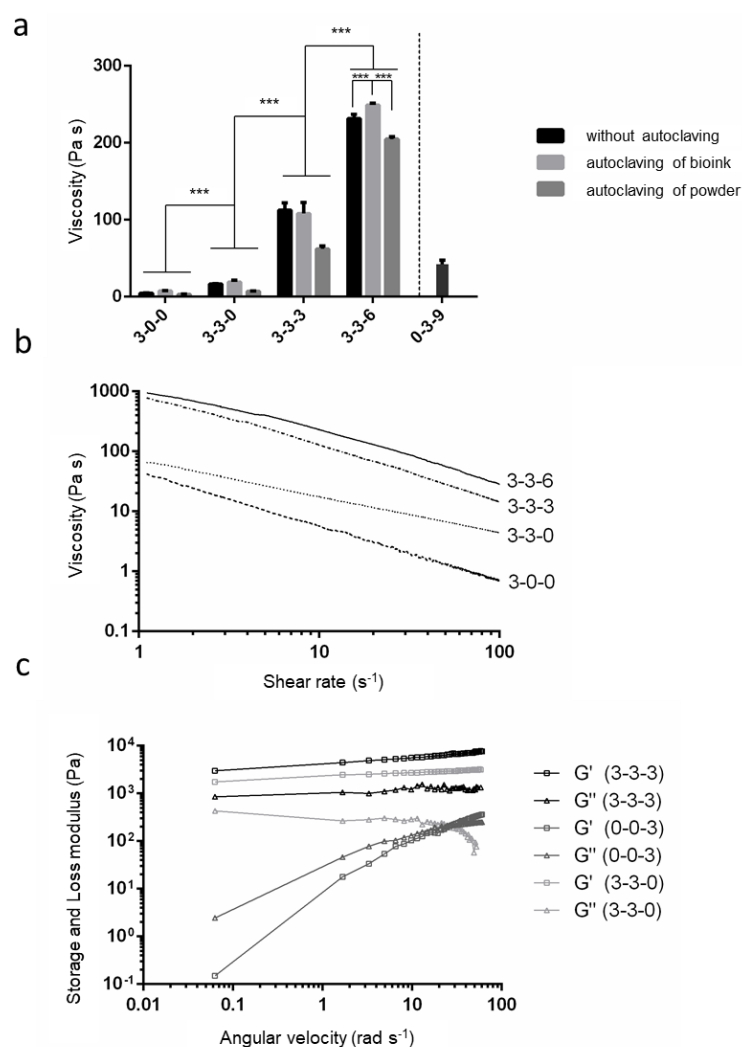 a
***
***
***
*** ***
300
200
100
0
Viscosity (Pa s)
3-0-0
3-3-0
3-3-3
3-3-6
0-3-9
without autoclaving
autoclaving of bioink
autoclaving of powder
b
1000
100
10
1
0.1
Viscosity (Pa s)
3-3-6
3-3-3
3-3-0
3-0-0
1
10
100
Shear rate (s⁻¹)
c
10⁴
10³
10²
10¹
10⁰
10⁻¹
Storage and Loss modulus (Pa)
0.01
0.1
1
10
100
Angular velocity (rad s⁻¹)
G' (3-3-3)
G" (3-3-3)
G' (0-0-3)
G" (0-0-3)
G' (3-3-0)
G" (3-3-0)